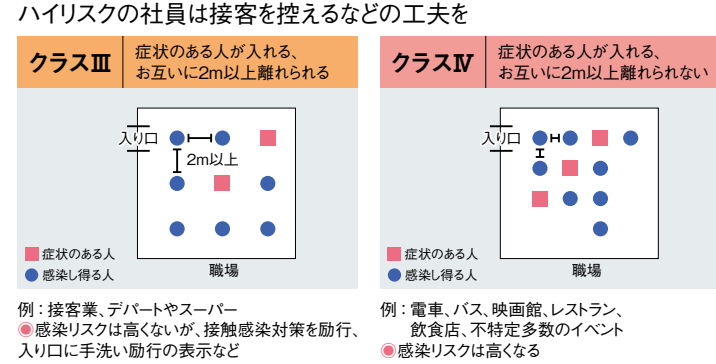 ハイリスクの社員は接客を控えるなどの工夫を
クラスⅢ
症状のある人が入れる、
お互いに2m以上離れられる
入り口
2m以上
症状のある人
感染し得る人
職場
例：接客業、デパートやスーパー
◉感染リスクは高くないが、接触感染対策を励行、
入り口に手洗い励行の表示など
クラスⅣ
症状のある人が入れる、
お互いに2m以上離れられない
入り口
症状のある人
感染し得る人
職場
例：電車、バス、映画館、レストラン、
飲食店、不特定多数のイベント
◉感染リスクは高くなる